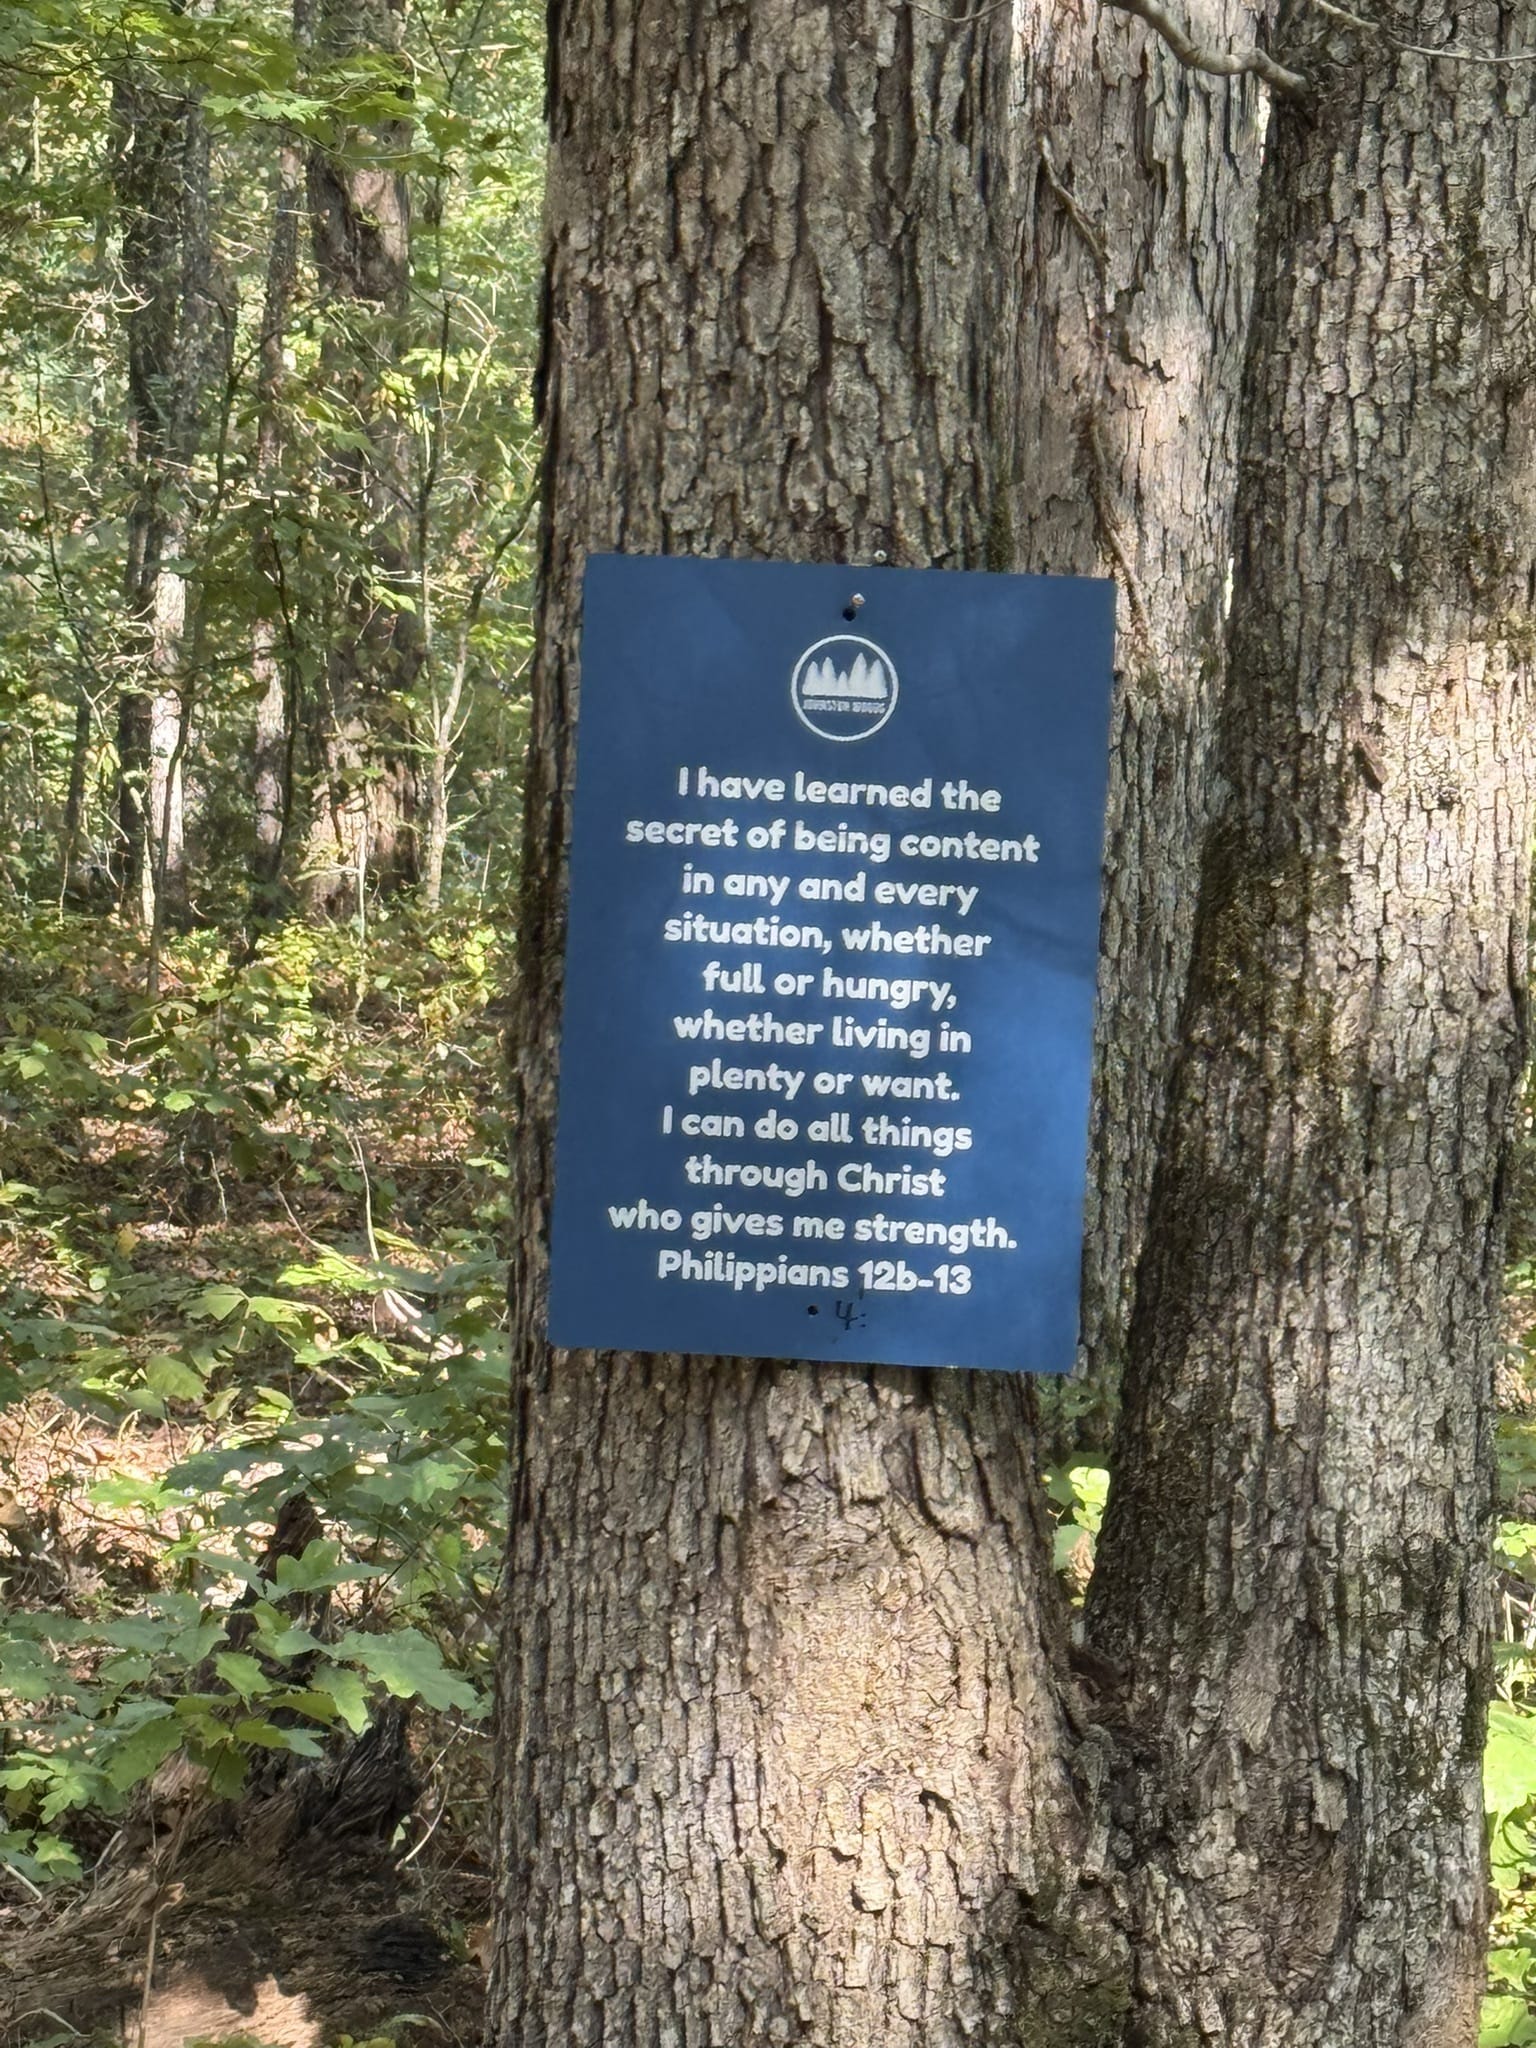 I have learned the
secret of being content
in any and every
situation, whether
full or hungry,
whether living in
plenty or want.
I can do all things
through Christ
who gives me strength.
Philippians 12b-13
4: